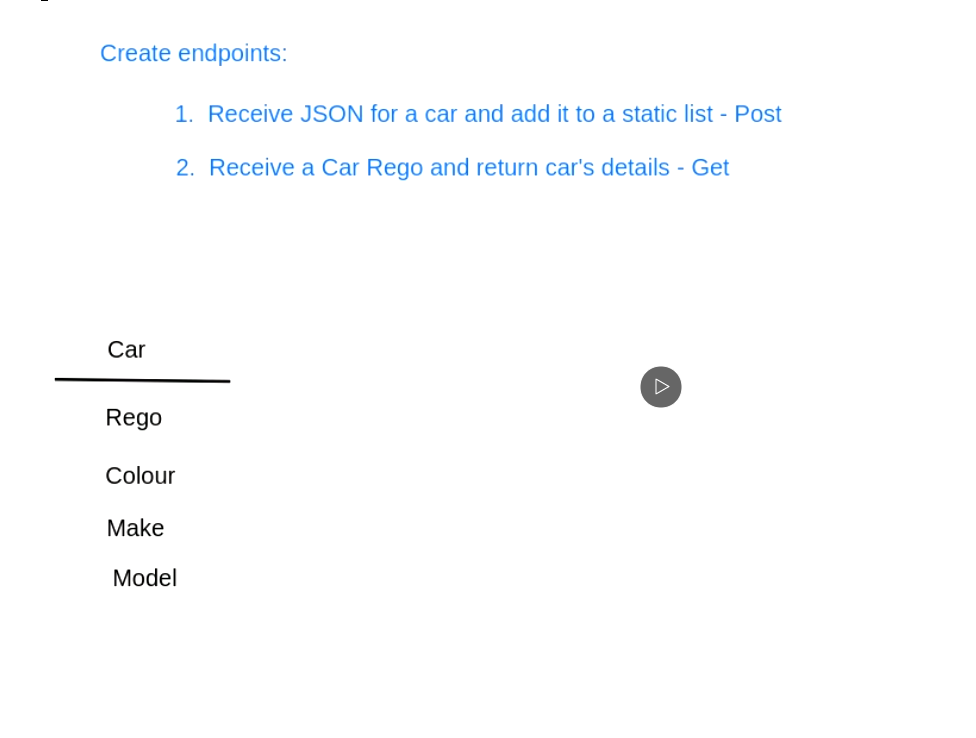 Create endpoints:
1. Receive JSON for a car and add it to a static list - Post
2. Receive a Car Rego and return car's details - Get
Car
Rego
Colour
Make
Model